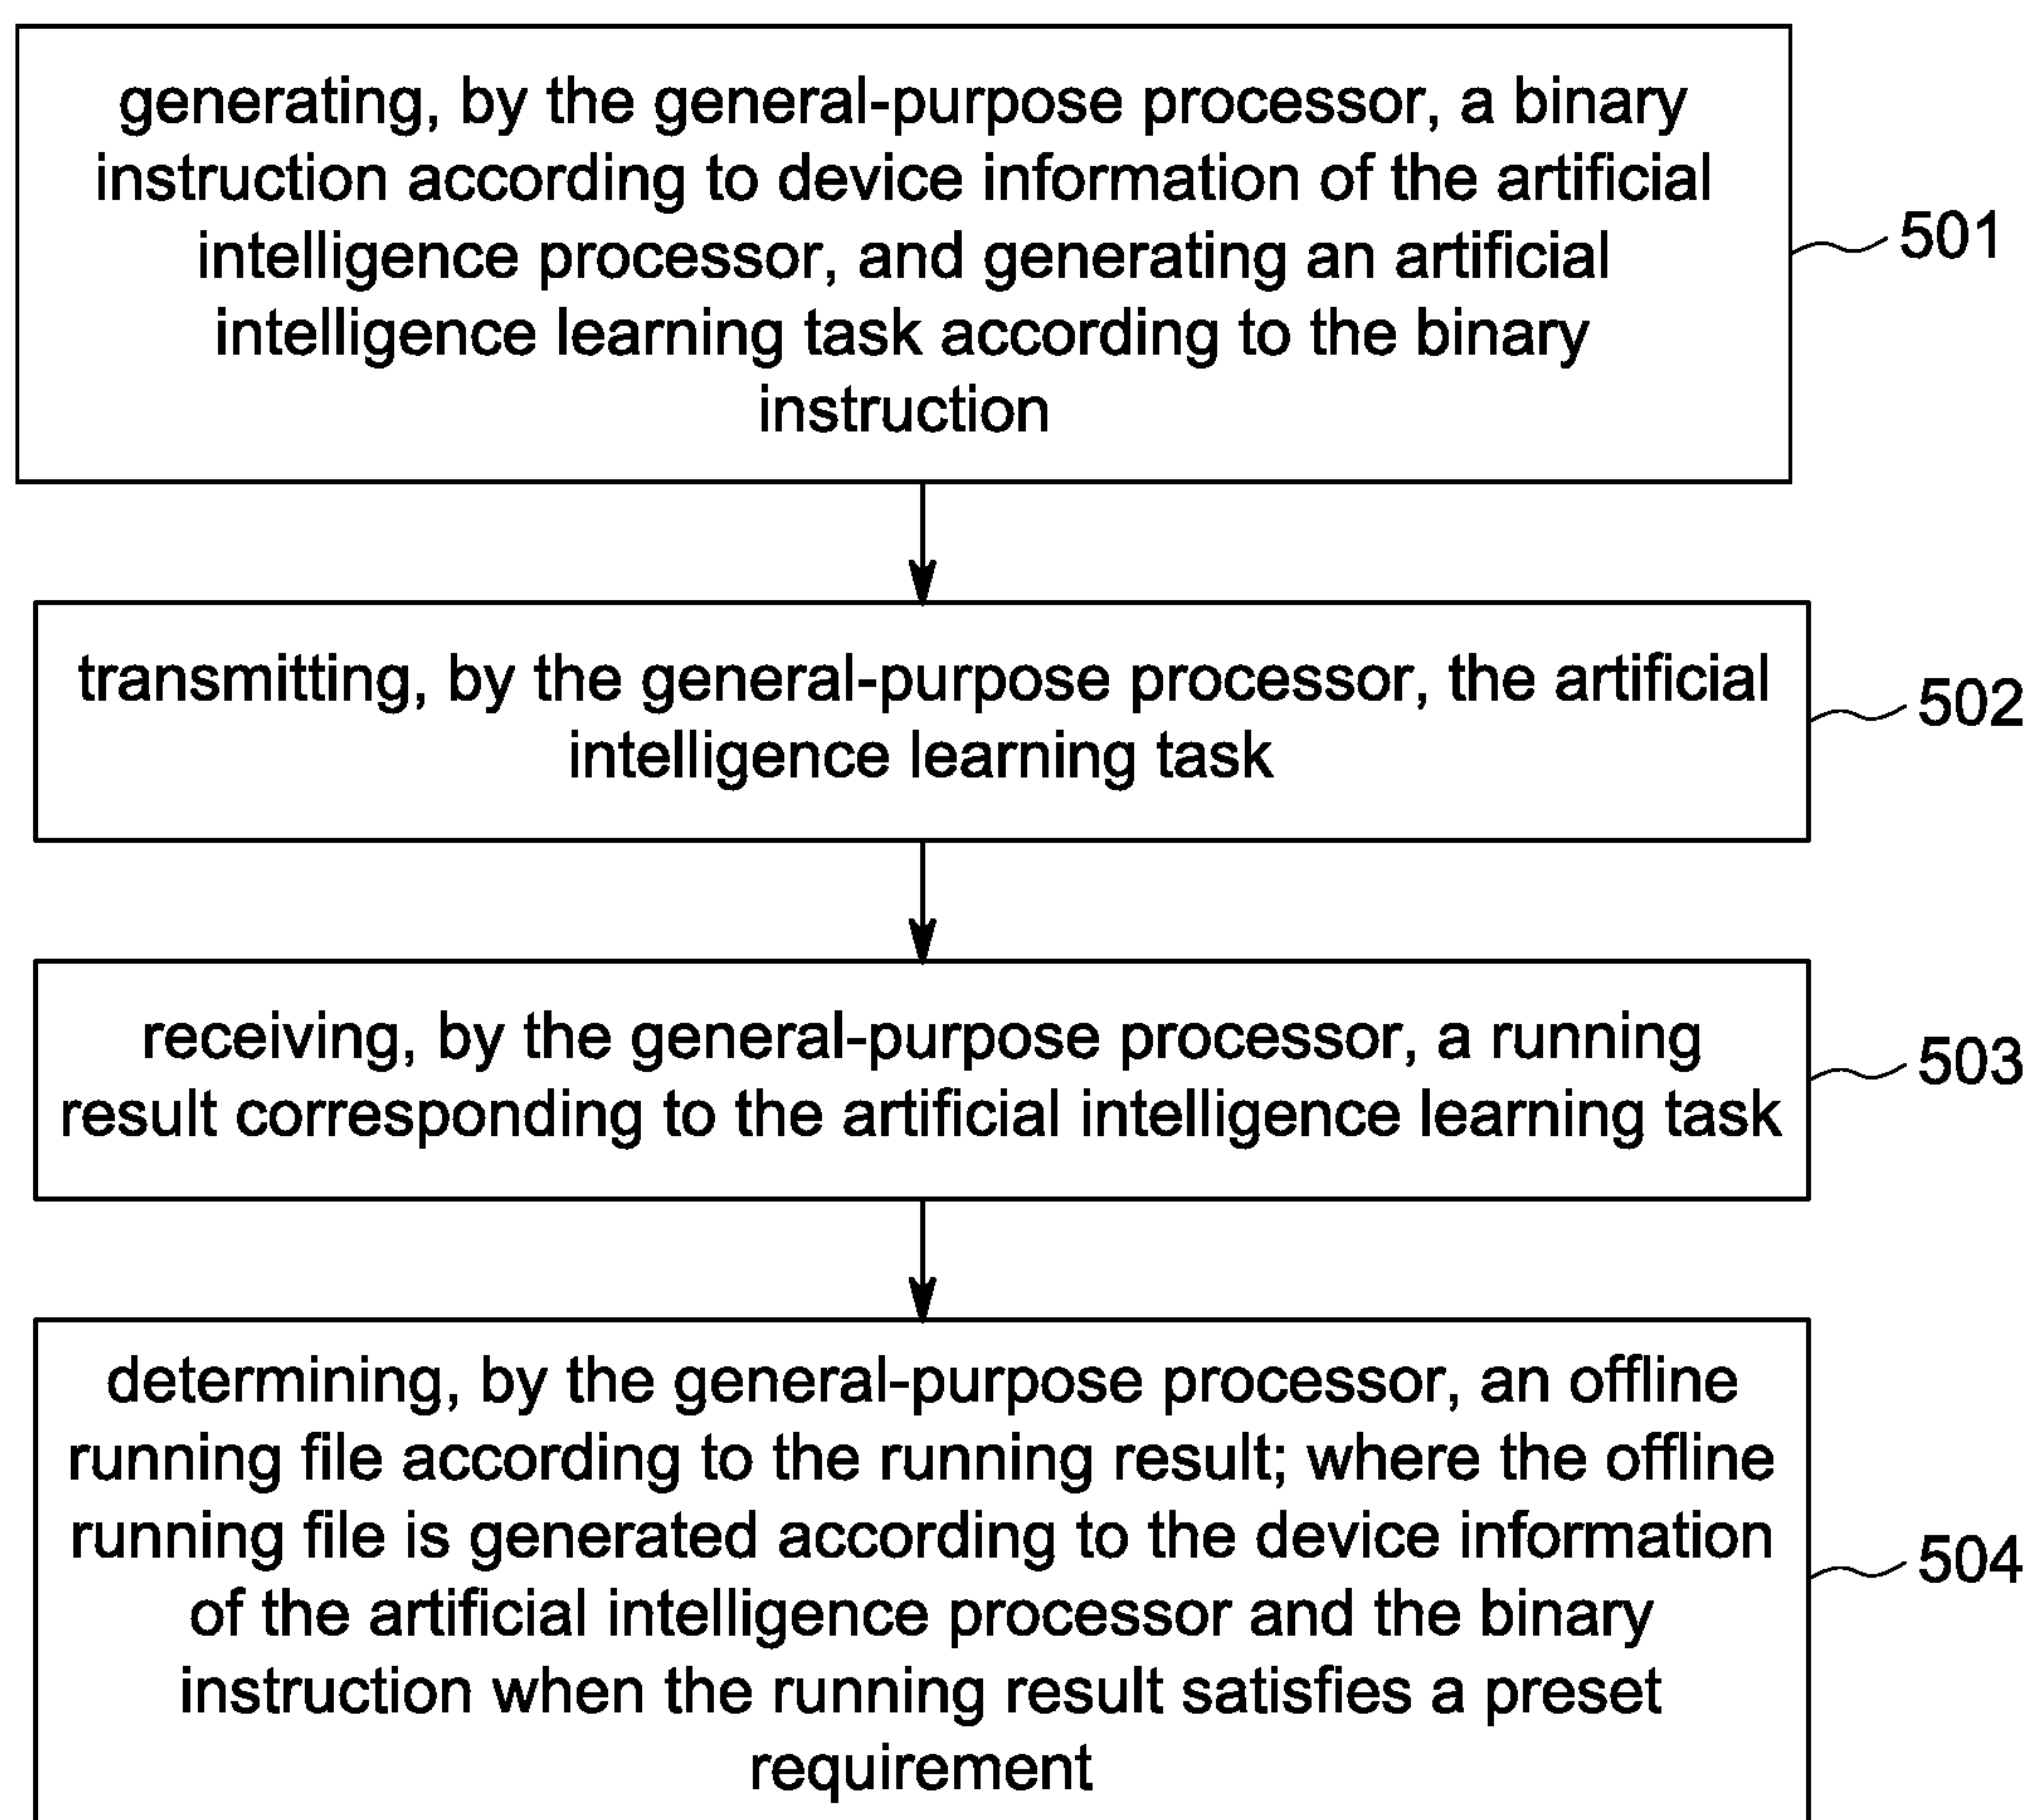 generating, by the general-purpose processor, a binary
instruction according to device information of the artificial
intelligence processor, and generating an artificial
intelligence learning task according to the binary
instruction
501
transmitting, by the general-purpose processor, the artificial
intelligence learning task
502
receiving, by the general-purpose processor, a running
result corresponding to the artificial intelligence learning task
503
determining, by the general-purpose processor, an offline
running file according to the running result; where the offline
running file is generated according to the device information
of the artificial intelligence processor and the binary
instruction when the running result satisfies a preset
requirement
504